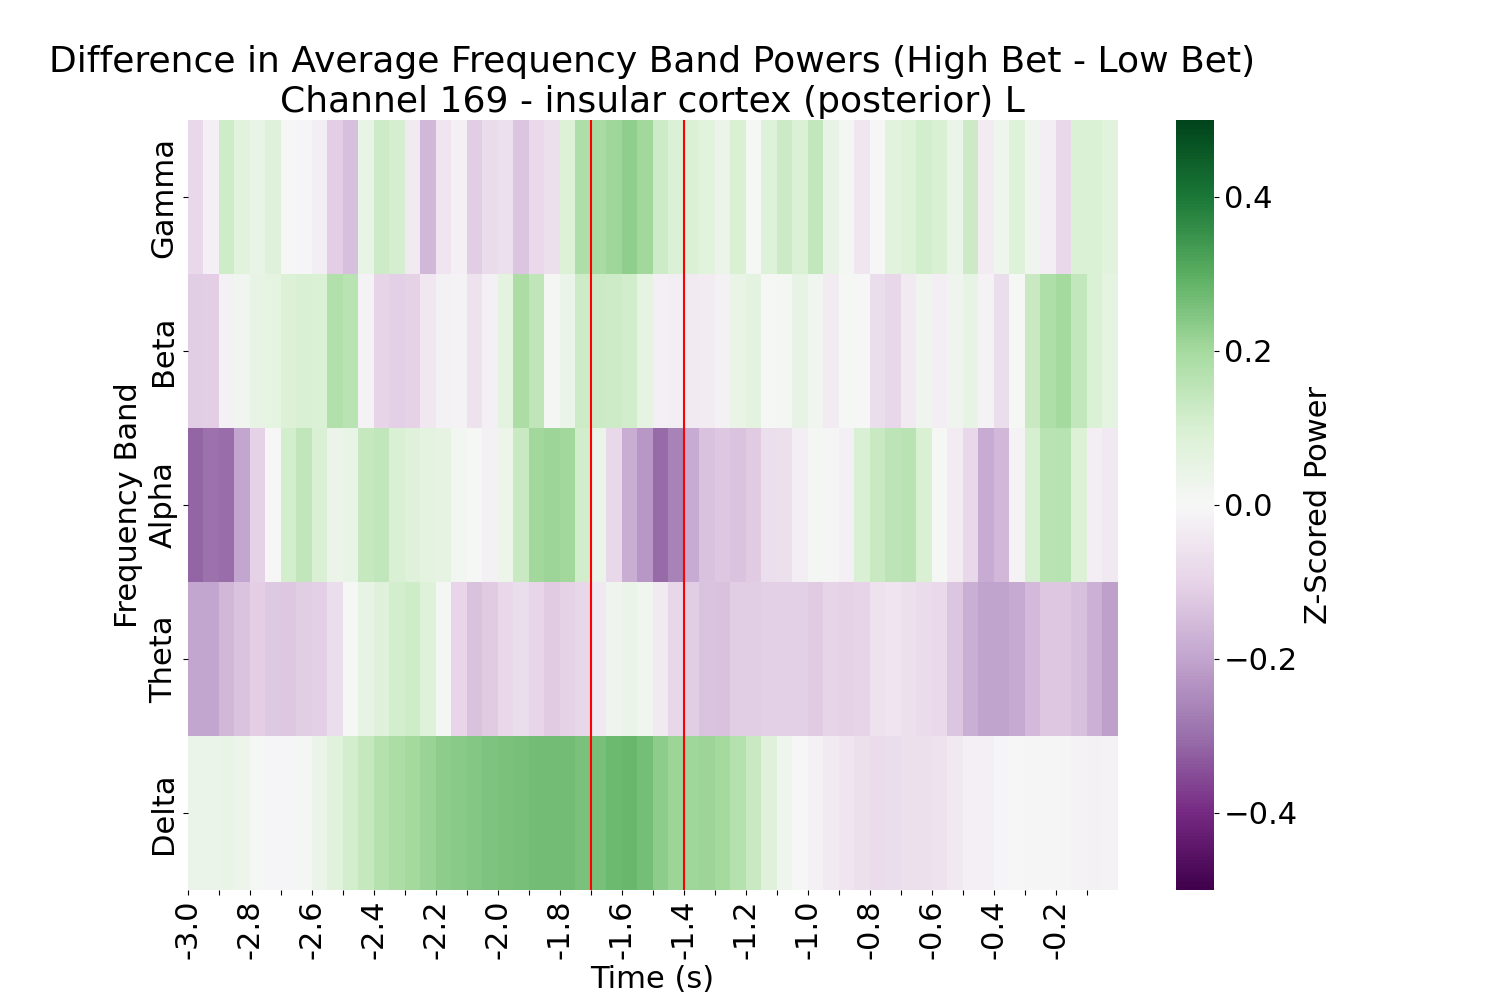 Difference in Average Frequency Band Powers (High Bet - Low Bet)
Channel 169 - insular cortex (posterior) L
Frequency Band
Gamma
Beta
Alpha
Theta
Delta
-3.0
-2.8
-2.6
-2.4
-2.2
-2.0
-1.8
-1.6
-1.4
-1.2
-1.0
-0.8
-0.6
-0.4
-0.2
Time (s)
0.4
0.2
0.0
−0.2
−0.4
Z-Scored Power